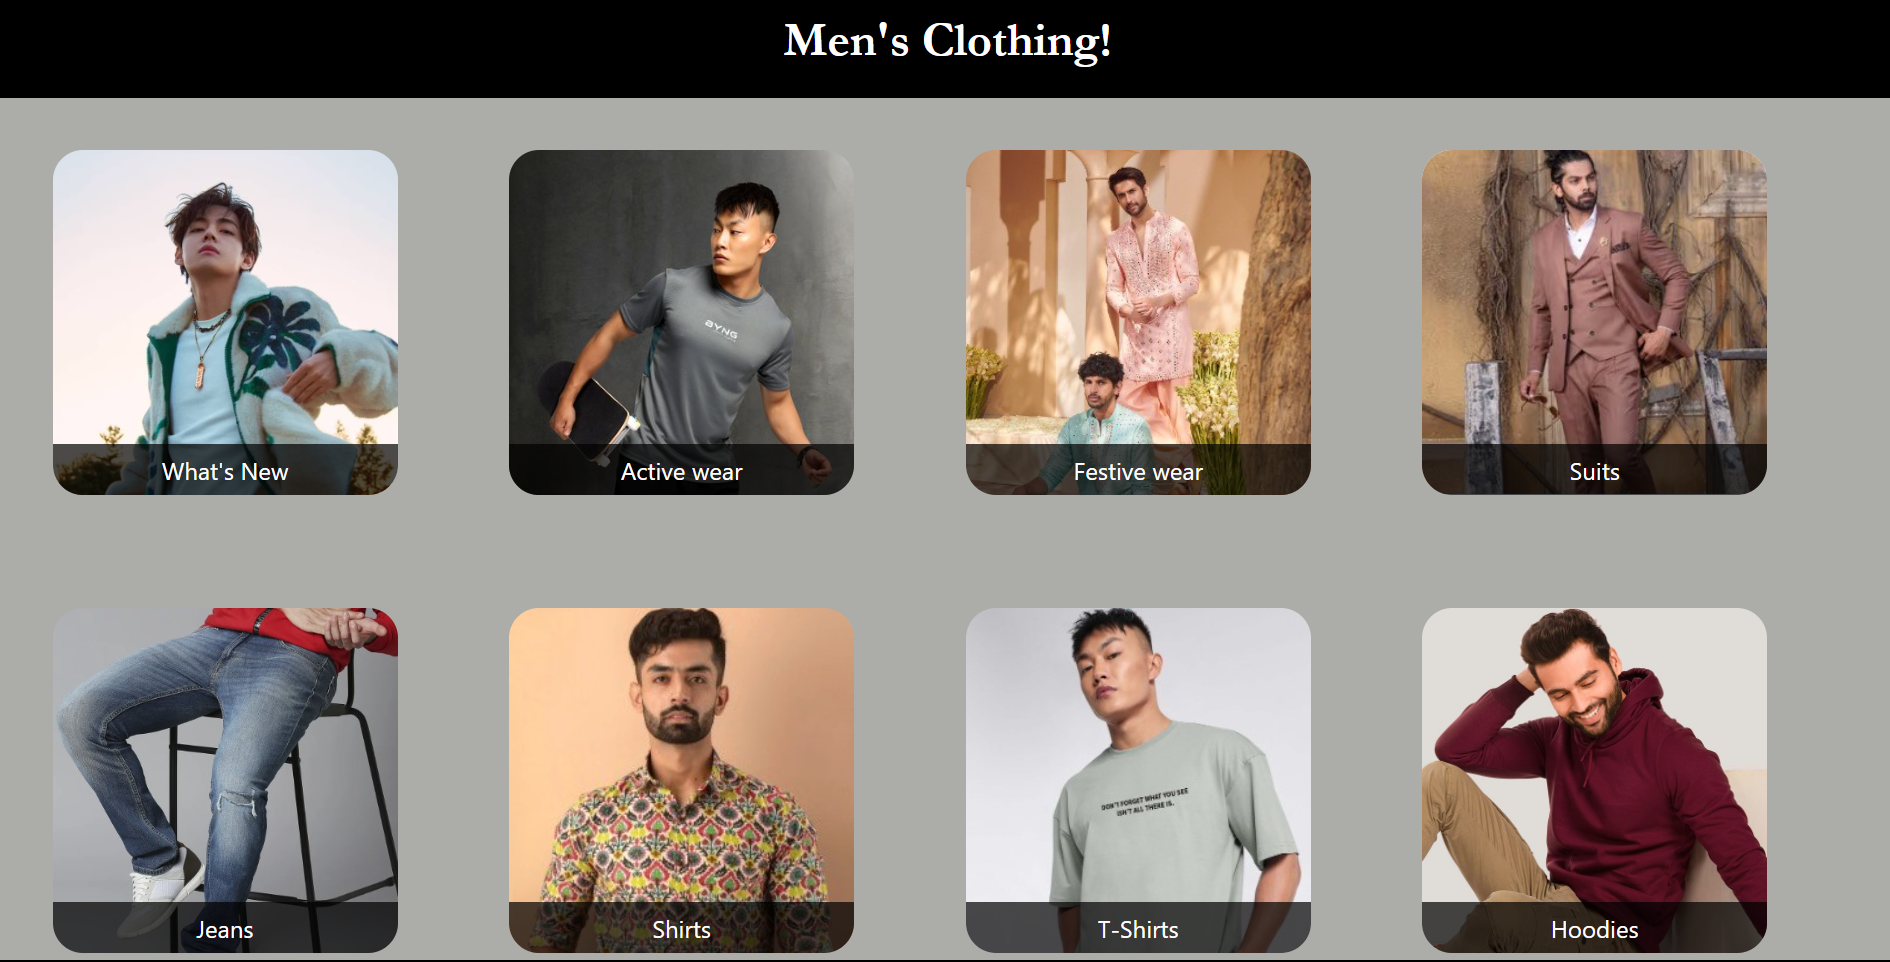 Men's Clothing!
What's New
aYNG
Active wear
Festive wear
Suits
Jeans
Shirts
DON'T FORGET WHAT YOU SEE
ISN'T ALL THERE IS.
T-Shirts
Hoodies